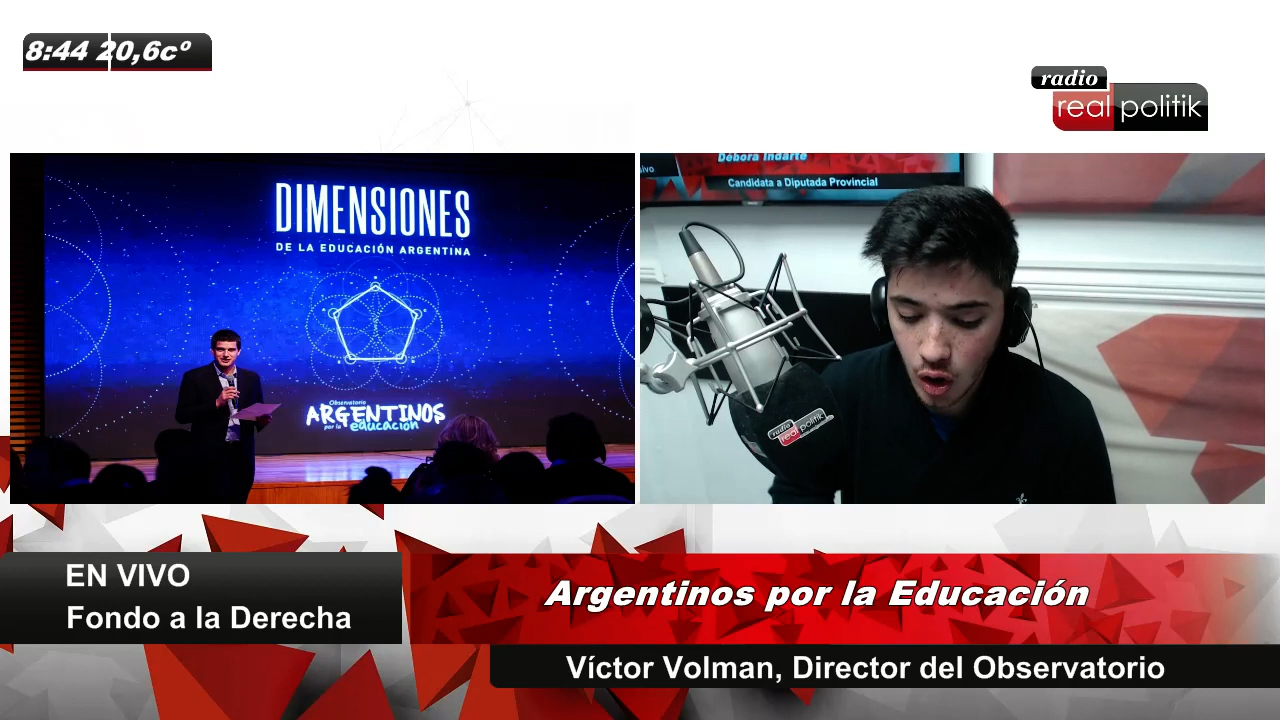 8:44 20,6cº
radio
real politik
DIMENSIONES
DE LA EDUCACIÓN ARGENTINA
Observatorio
ARGENTINOS
por la educación
Débora Indarte
Candidata a Diputada Provincial
radio
real politik
EN VIVO
Fondo a la Derecha
Argentinos por la Educación
Víctor Volman, Director del Observatorio